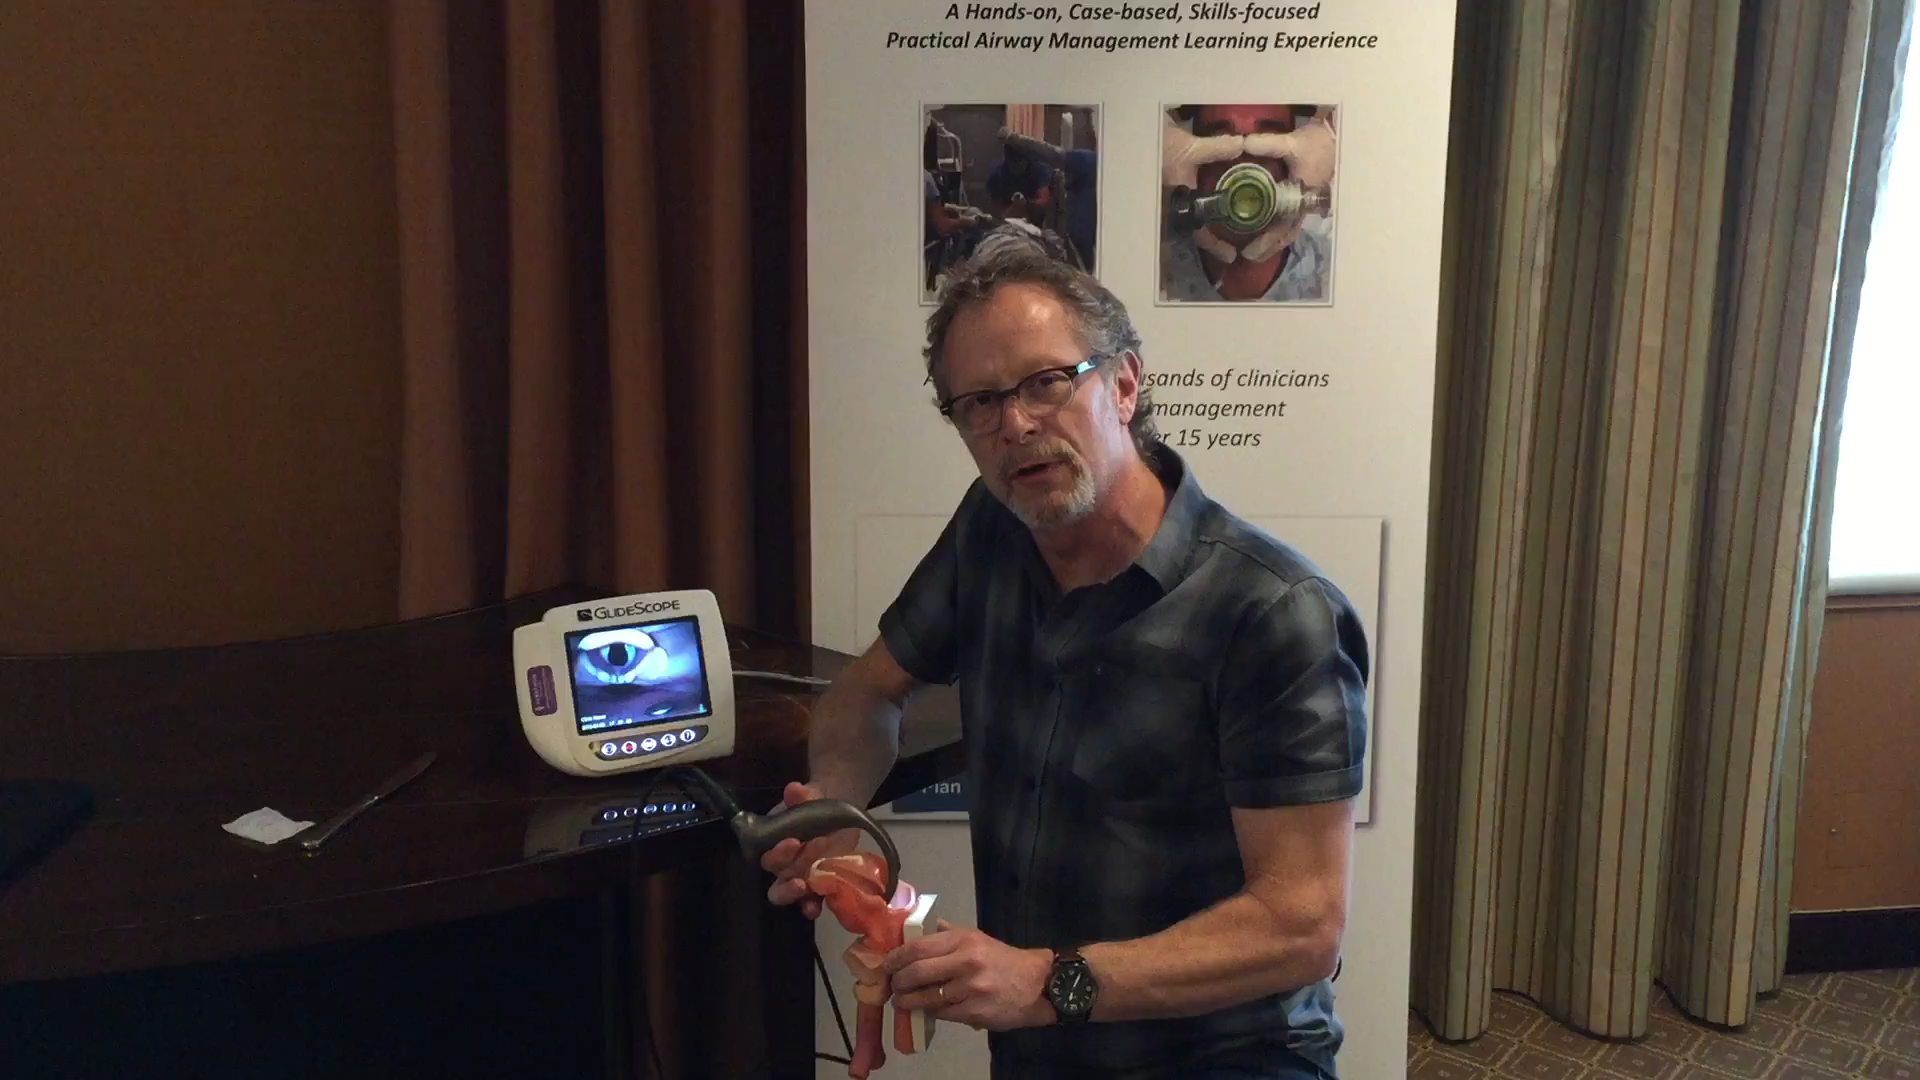 A Hands-on, Case-based, Skills-focused
Practical Airway Management Learning Experience
usands of clinicians
management
er 15 years
GLIDESCOPE
Plan